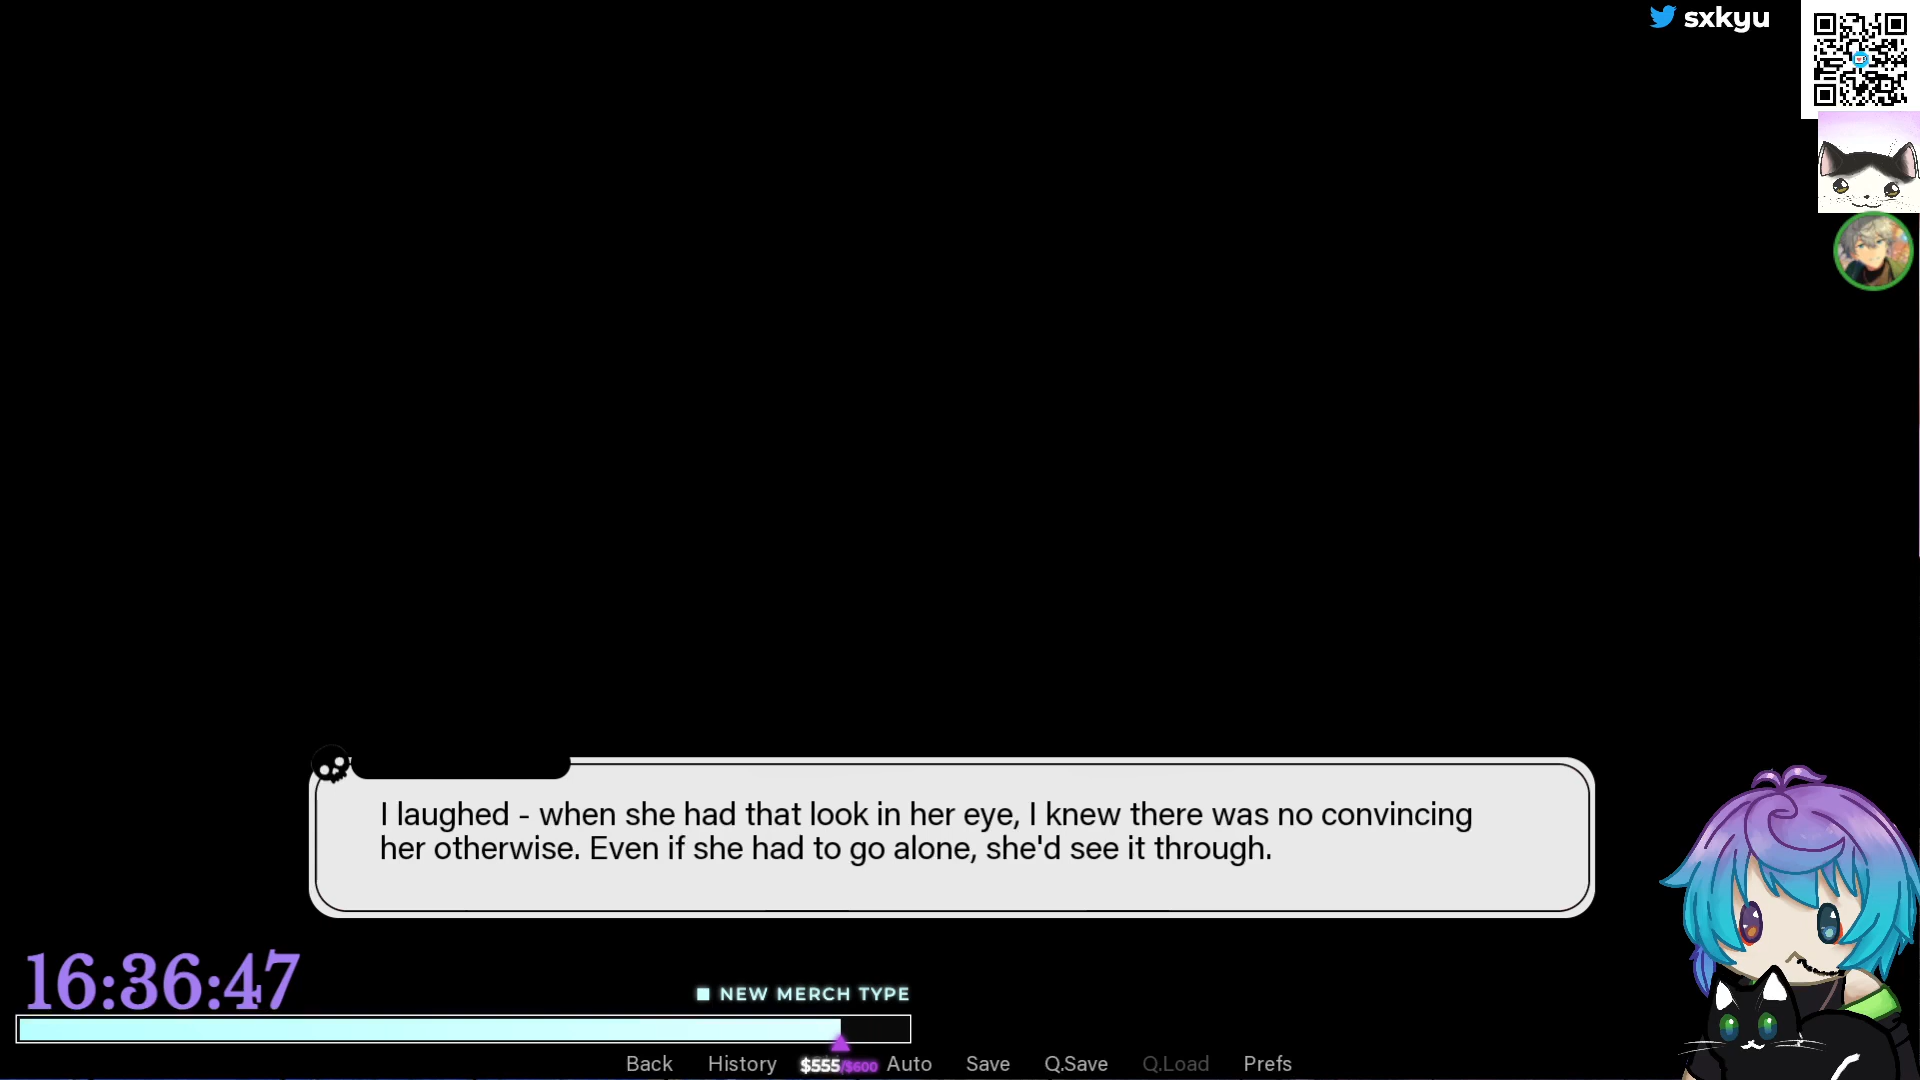 sxkyu
I laughed - when she had that look in her eye, I knew there was no convincing
her otherwise. Even if she had to go alone, she'd see it through.
16:36:47
NEW MERCH TYPE
Back History $555/$600 Auto Save Q.Save Q.Load Prefs